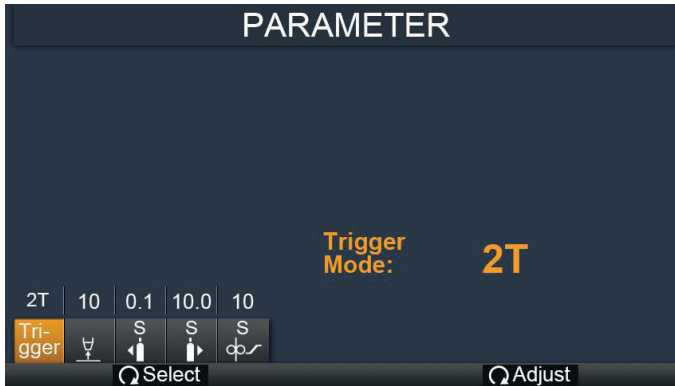 PARAMETER
Trigger
Mode: 2T
2T 10 0.1 10.0 10
Tri-
gger S S S
Select Adjust